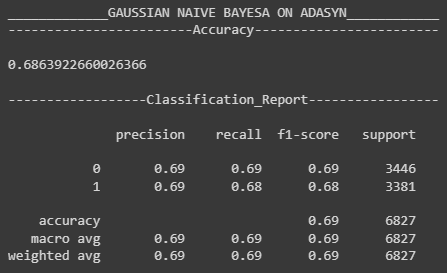 ____________GAUSSIAN NAIVE BAYESA ON ADASYN___________
-----------------------Accuracy-----------------------
0.6863922660026366
-----------------Classification_Report----------------
precision recall f1-score support
0 0.69 0.69 0.69 3446
1 0.69 0.68 0.68 3381
accuracy 0.69 6827
macro avg 0.69 0.69 0.69 6827
weighted avg 0.69 0.69 0.69 6827